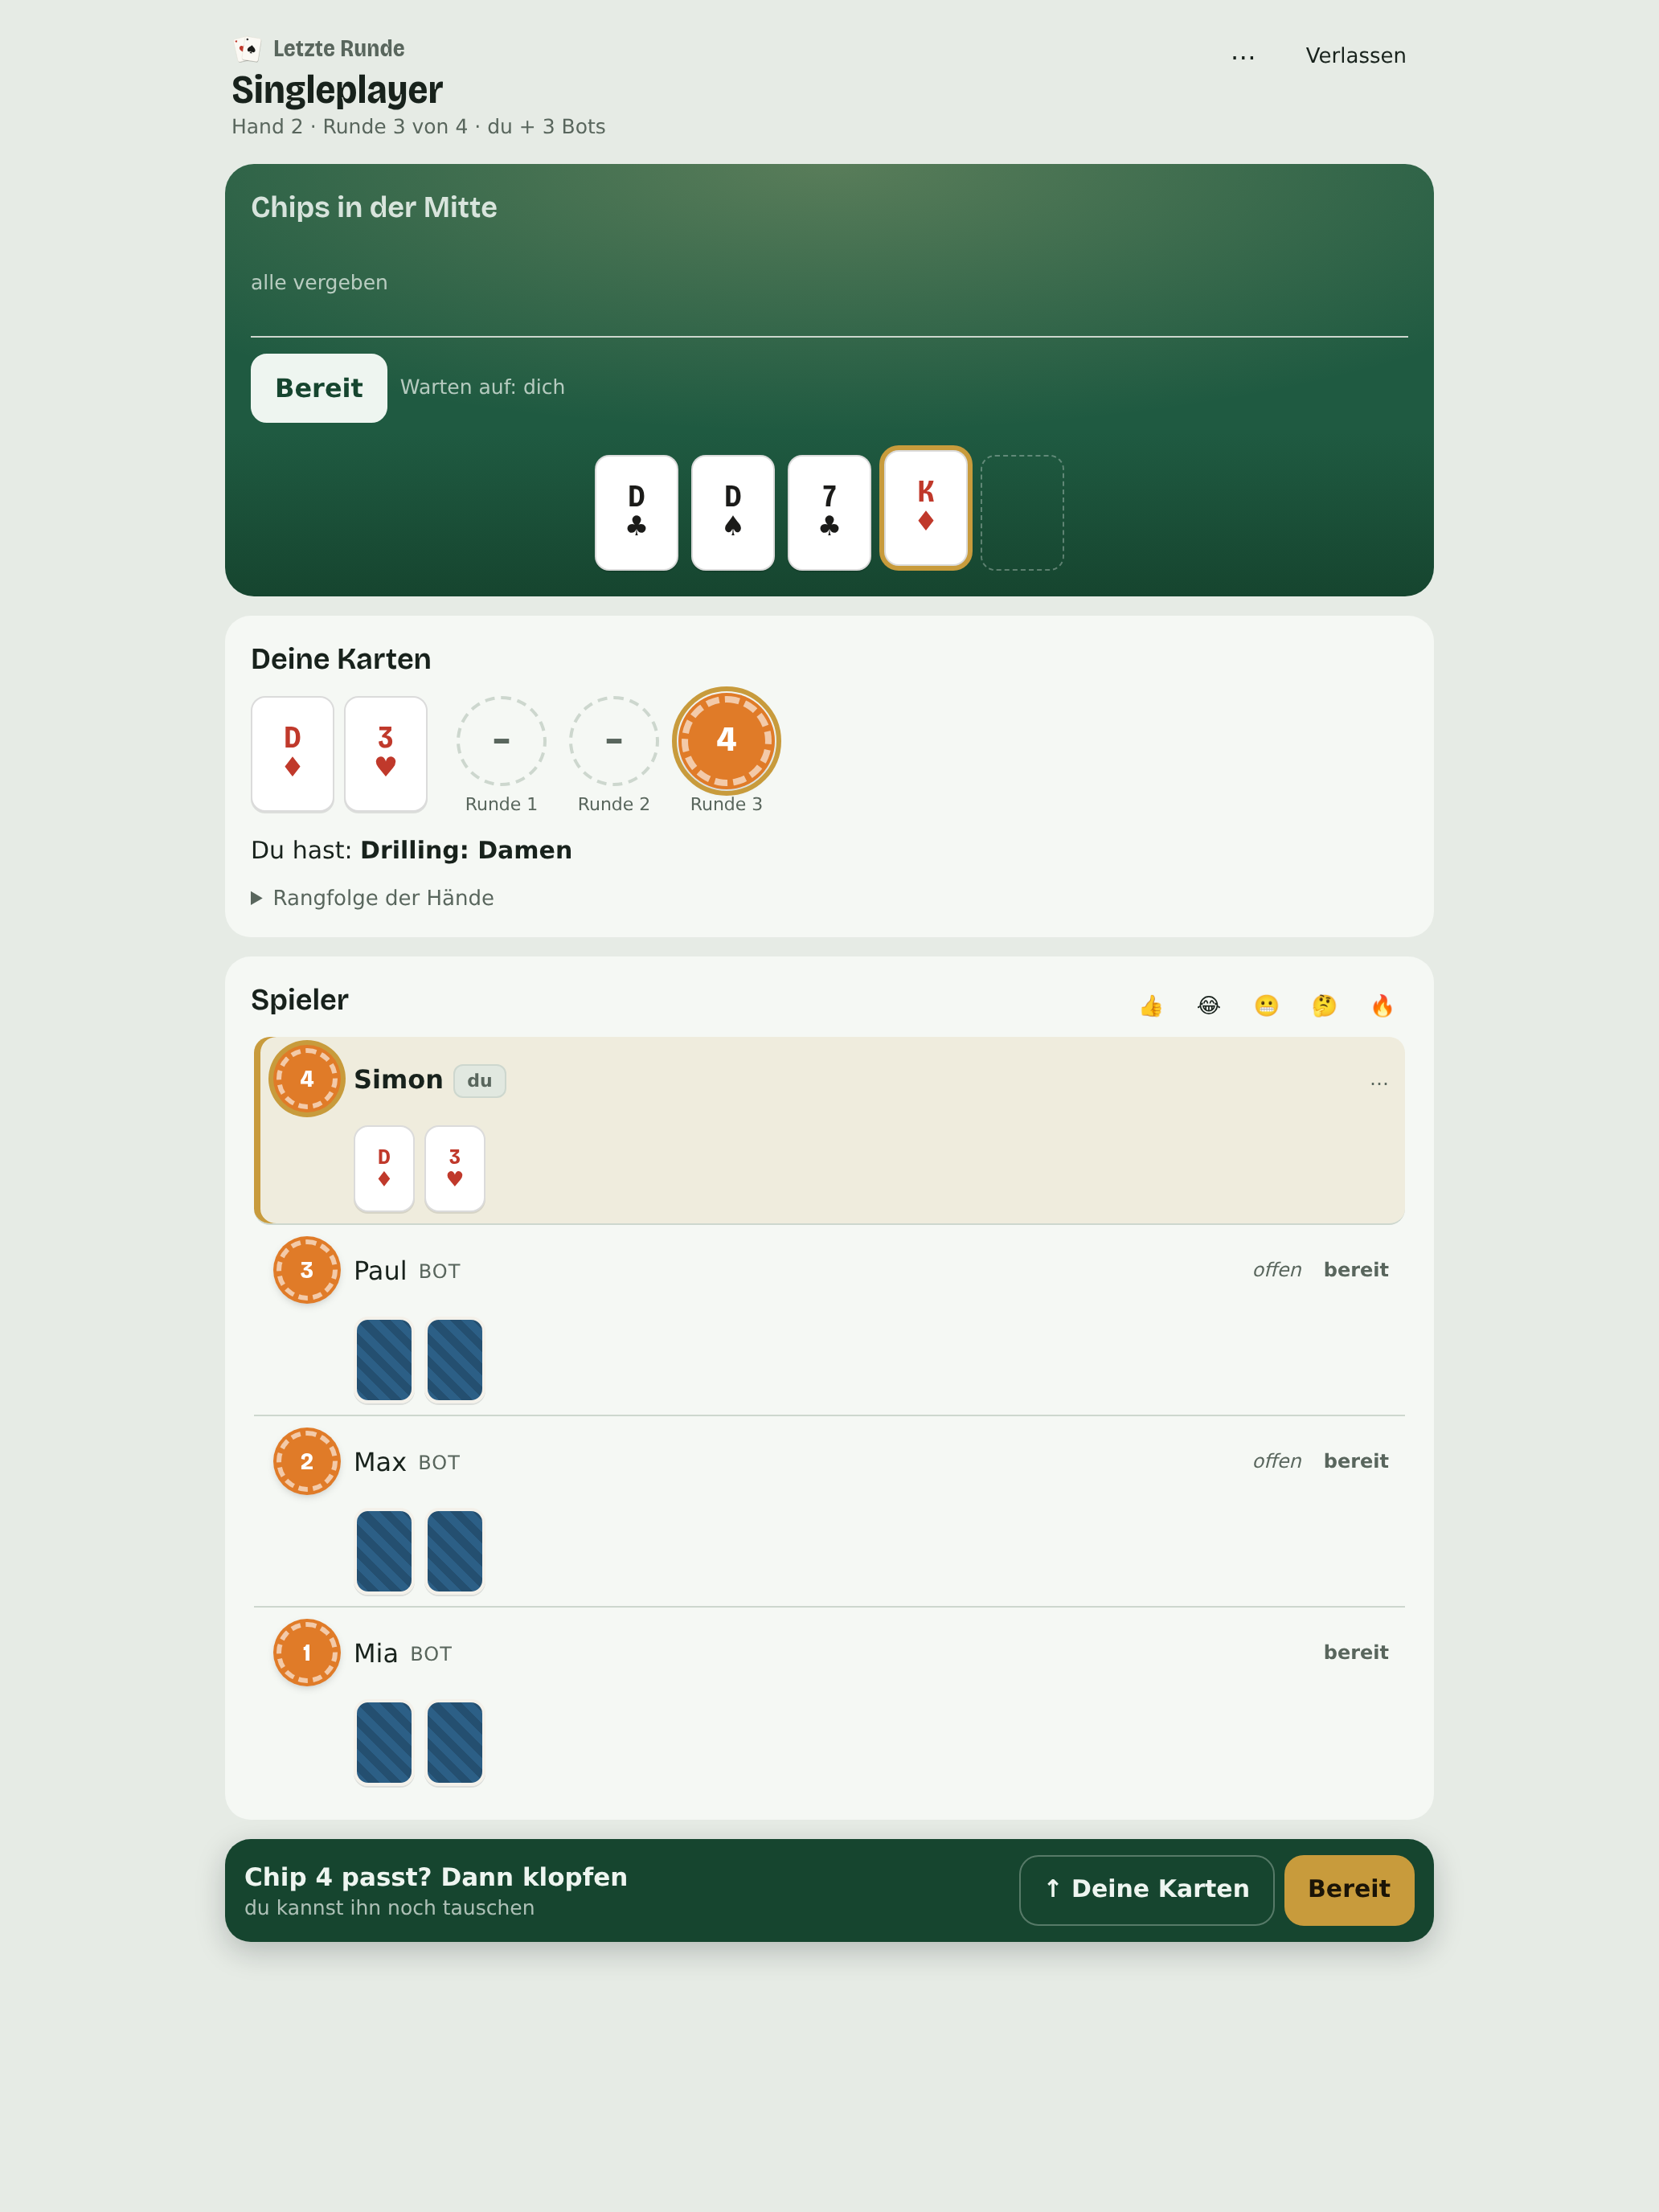 Letzte Runde
Singleplayer
Hand 2 · Runde 3 von 4 · du + 3 Bots
… Verlassen
Chips in der Mitte
alle vergeben
Bereit Warten auf: dich
D♣ D♠ 7♣ K♦
Deine Karten
D♦ 3♥ – – 4
Runde 1 Runde 2 Runde 3
Du hast: Drilling: Damen
▶ Rangfolge der Hände
Spieler 👍 😂 😬 🤔 🔥
4 Simon du …
D♦ 3♥
3 Paul BOT offen bereit
2 Max BOT offen bereit
1 Mia BOT bereit
Chip 4 passt? Dann klopfen
du kannst ihn noch tauschen
↑ Deine Karten Bereit